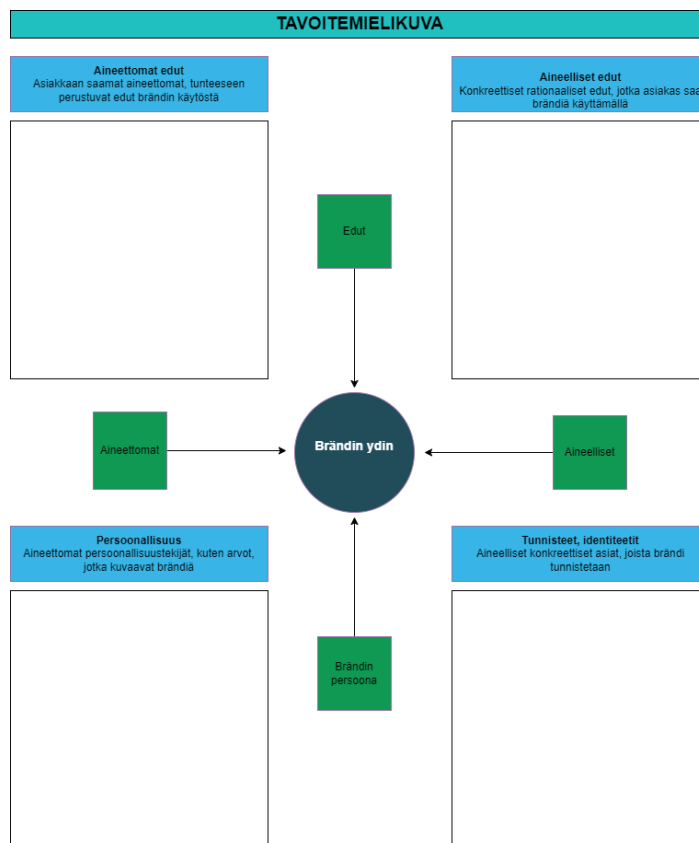 TAVOITEMIELIKUVA
Aineettomat edut
Asiakkaan saamat aineettomat, tunteeseen
perustuvat edut brändin käytöstä
Aineelliset edut
Konkreettiset rationaaliset edut, jotka asiakas saa
brändiä käyttämällä
Edut
Aineettomat
Brändin ydin
Aineelliset
Persoonallisuus
Aineettomat persoonallisuustekijät, kuten arvot,
jotka kuvaavat brändiä
Tunnisteet, identiteetit
Aineelliset konkreettiset asiat, joista brändi
tunnistetaan
Brändin
persoona